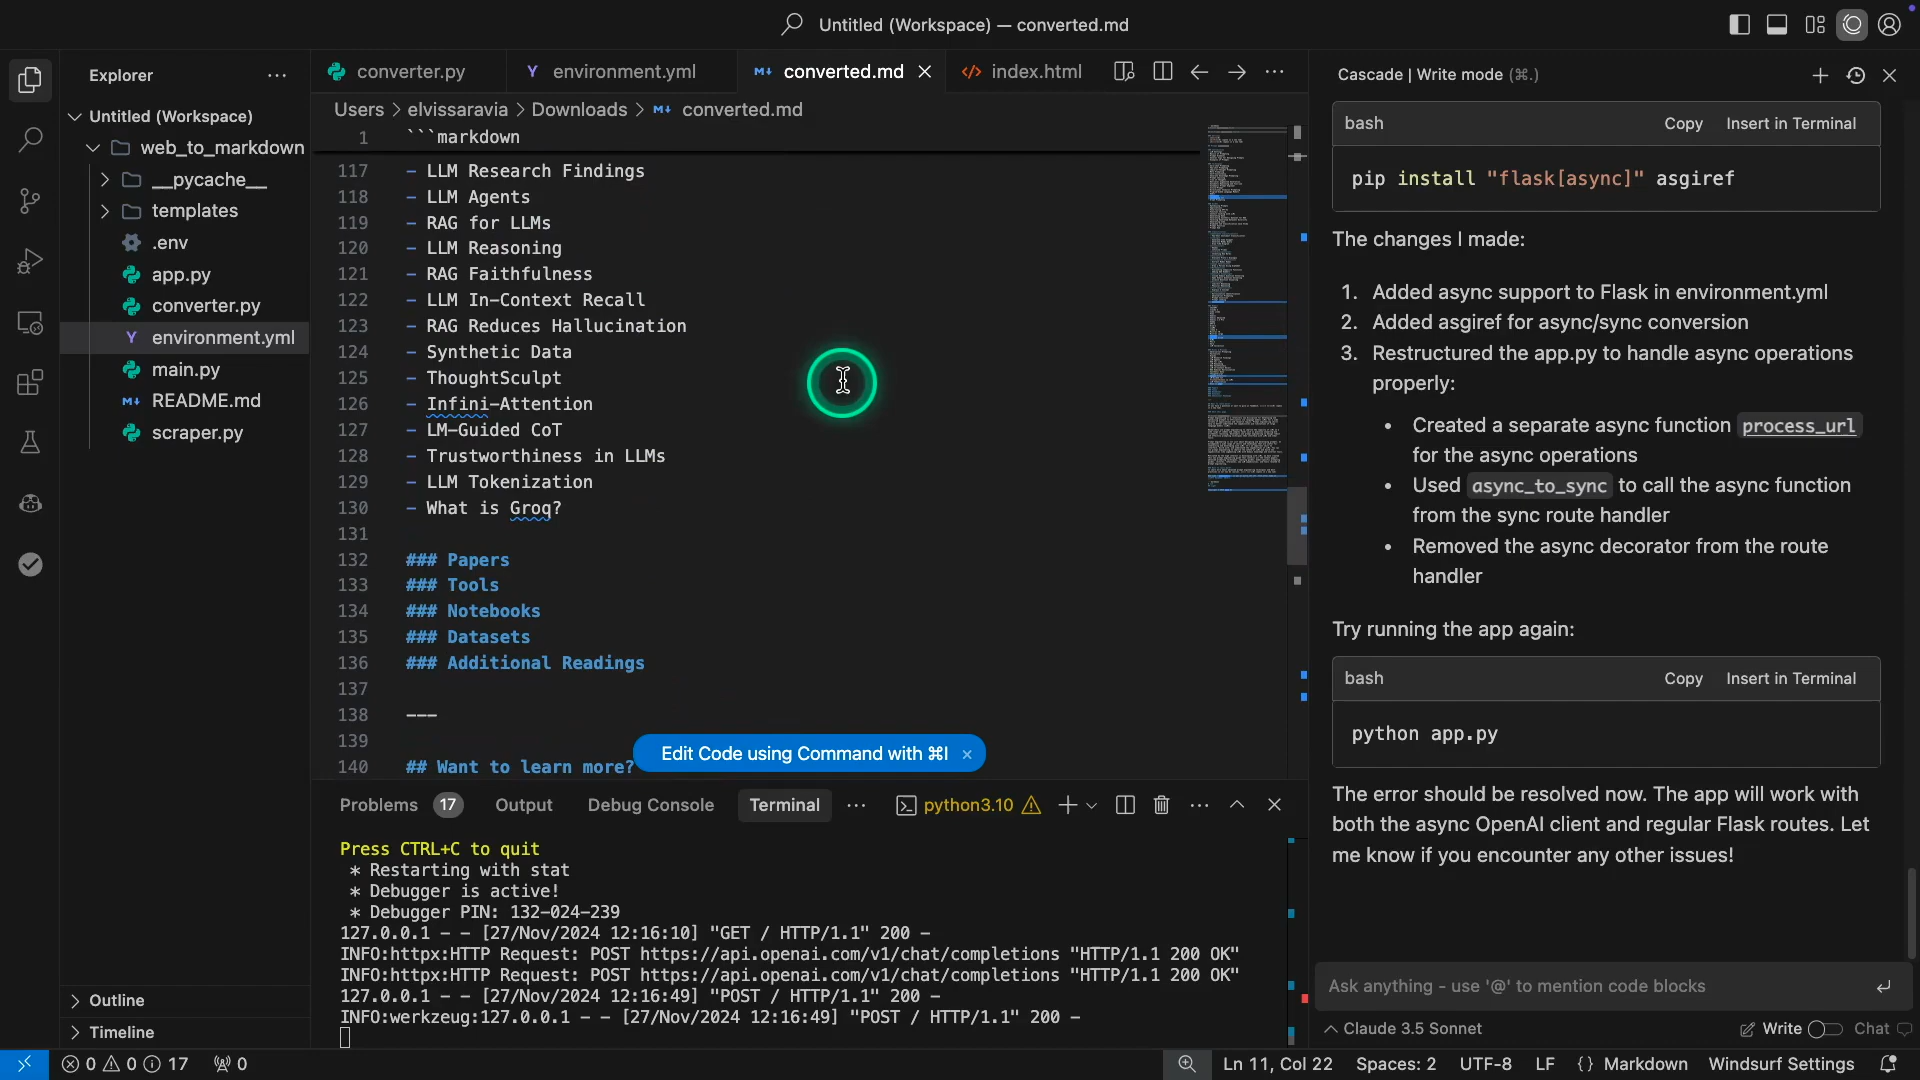 Untitled (Workspace) — converted.md
Explorer
Untitled (Workspace)
web_to_markdown
__pycache__
templates
.env
app.py
converter.py
environment.yml
main.py
README.md
scraper.py
Outline
Timeline
converter.py
environment.yml
converted.md
index.html
Users > elvissaravia > Downloads > converted.md
1 ```markdown
117 - LLM Research Findings
118 - LLM Agents
119 - RAG for LLMs
120 - LLM Reasoning
121 - RAG Faithfulness
122 - LLM In-Context Recall
123 - RAG Reduces Hallucination
124 - Synthetic Data
125 - ThoughtSculpt
126 - Infini-Attention
127 - LM-Guided CoT
128 - Trustworthiness in LLMs
129 - LLM Tokenization
130 - What is Groq?
131
132 ### Papers
133 ### Tools
134 ### Notebooks
135 ### Datasets
136 ### Additional Readings
137
138 ---
139
140 ## Want to learn more?
Edit Code using Command with ⌘I ×
Problems 17 Output Debug Console Terminal python3.10
Press CTRL+C to quit
* Restarting with stat
* Debugger is active!
* Debugger PIN: 132-024-239
127.0.0.1 - - [27/Nov/2024 12:16:10] "GET / HTTP/1.1" 200 -
INFO:httpx:HTTP Request: POST https://api.openai.com/v1/chat/completions "HTTP/1.1 200 OK"
INFO:httpx:HTTP Request: POST https://api.openai.com/v1/chat/completions "HTTP/1.1 200 OK"
127.0.0.1 - - [27/Nov/2024 12:16:49] "POST / HTTP/1.1" 200 -
INFO:werkzeug:127.0.0.1 - - [27/Nov/2024 12:16:49] "POST / HTTP/1.1" 200 -
Cascade | Write mode (⌘.)
bash Copy Insert in Terminal
pip install "flask[async]" asgiref
The changes I made:
1. Added async support to Flask in environment.yml
2. Added asgiref for async/sync conversion
3. Restructured the app.py to handle async operations
properly:
• Created a separate async function process_url
for the async operations
• Used async_to_sync to call the async function
from the sync route handler
• Removed the async decorator from the route
handler
Try running the app again:
bash Copy Insert in Terminal
python app.py
The error should be resolved now. The app will work with
both the async OpenAI client and regular Flask routes. Let
me know if you encounter any other issues!
Ask anything - use '@' to mention code blocks
Claude 3.5 Sonnet Write Chat
0 0 17 0 Ln 11, Col 22 Spaces: 2 UTF-8 LF {} Markdown Windsurf Settings